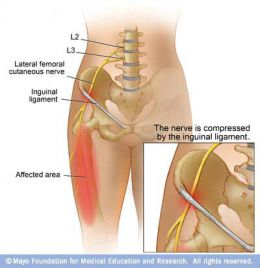 L2
L3
Lateral femoral
cutaneous nerve
Inguinal
ligament
The nerve is compressed
by the inguinal ligament.
Affected area
© Mayo Foundation for Medical Education and Research. All rights reserved.